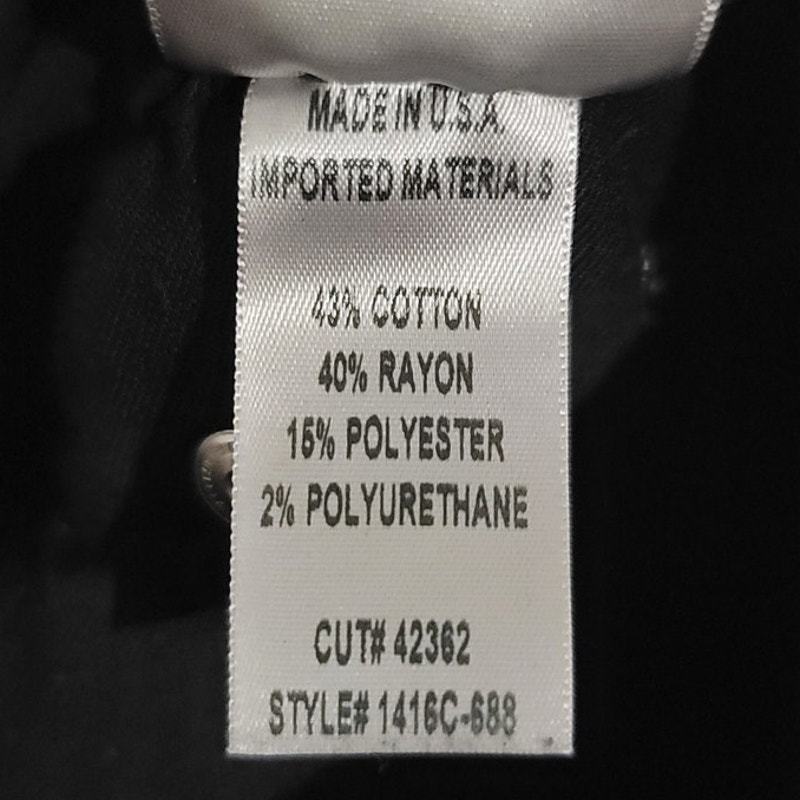 MADE IN U.S.A.
IMPORTED MATERIALS
43% COTTON
40% RAYON
15% POLYESTER
2% POLYURETHANE
CUT# 42362
STYLE# 1416C-688